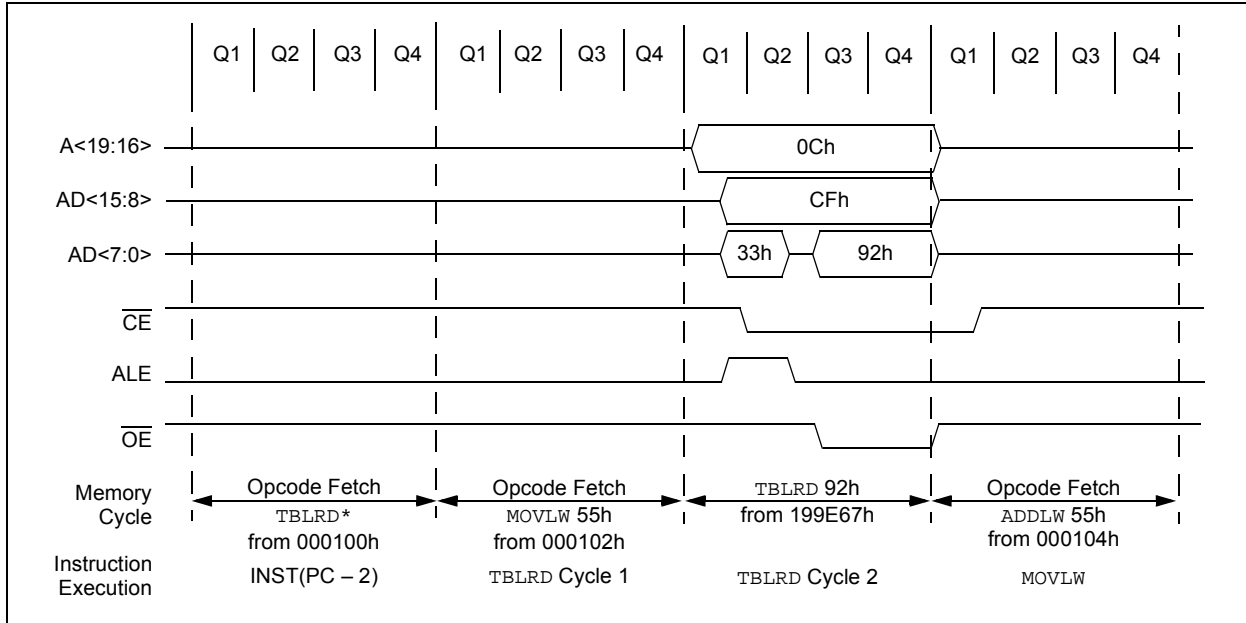 Q1 Q2 Q3 Q4 Q1 Q2 Q3 Q4 Q1 Q2 Q3 Q4 Q1 Q2 Q3 Q4
A<19:16> 0Ch
AD<15:8> CFh
AD<7:0> 33h 92h
CE
ALE
OE
Memory
Cycle
Opcode Fetch
TBLRD*
from 000100h
Opcode Fetch
MOVLW 55h
from 000102h
TBLRD 92h
from 199E67h
Opcode Fetch
ADDLW 55h
from 000104h
Instruction
Execution
INST(PC – 2)
TBLRD Cycle 1
TBLRD Cycle 2
MOVLW